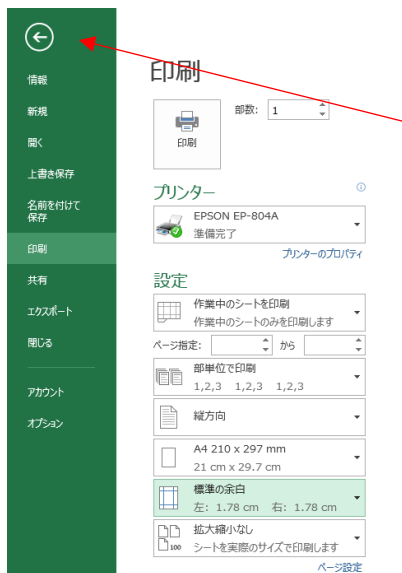 情報
新規
開く
上書き保存
名前を付けて
保存
印刷
共有
エクスポート
閉じる
アカウント
オプション
印刷
印刷
部数: 1
プリンター
EPSON EP-804A
準備完了
プリンターのプロパティ
設定
作業中のシートを印刷
作業中のシートのみを印刷します
ページ指定: から
部単位で印刷
1,2,3 1,2,3 1,2,3
縦方向
A4 210 x 297 mm
21 cm x 29.7 cm
標準の余白
左: 1.78 cm 右: 1.78 cm
拡大縮小なし
100 シートを実際のサイズで印刷します
ページ設定